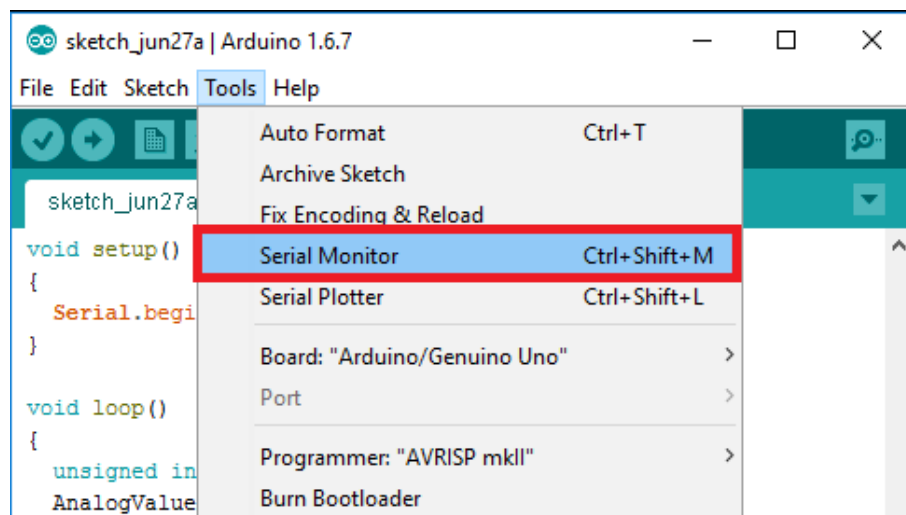 sketch_jun27a | Arduino 1.6.7
File Edit Sketch Tools Help
Auto Format Ctrl+T
Archive Sketch
sketch_jun27a
Fix Encoding & Reload
void setup()
Serial Monitor Ctrl+Shift+M
{
Serial Plotter Ctrl+Shift+L
Serial.begi
}
Board: "Arduino/Genuino Uno"
Port
void loop()
{
Programmer: "AVRISP mkII"
unsigned in
Burn Bootloader
AnalogValue